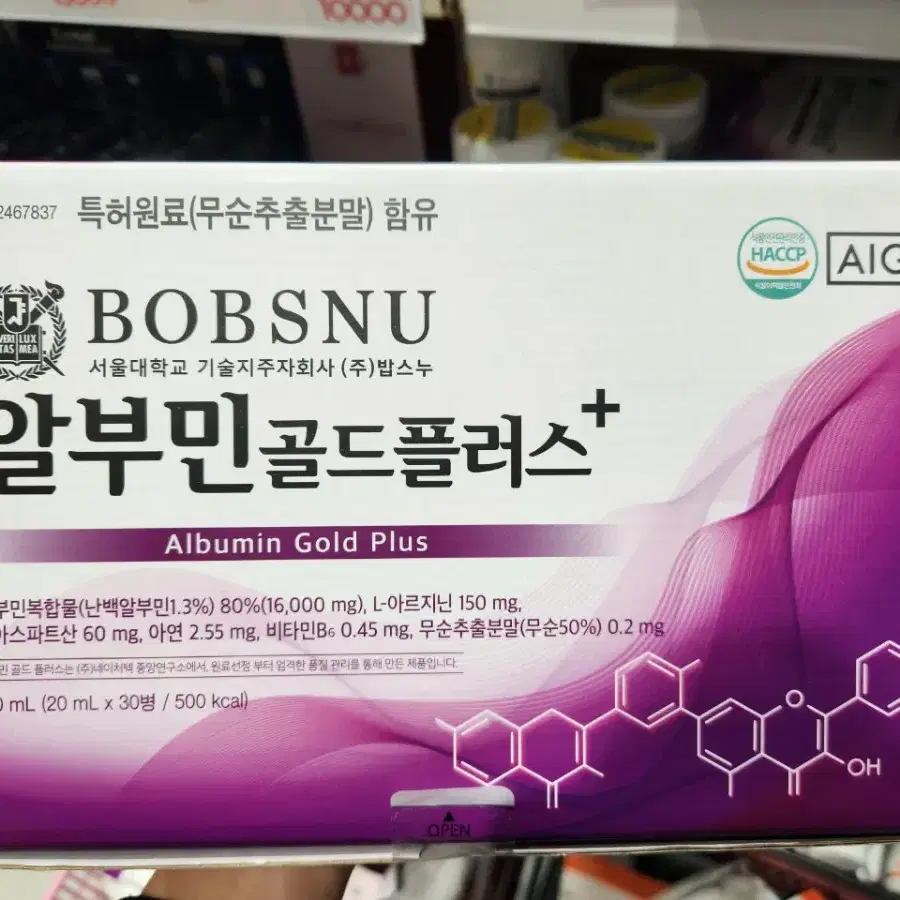 10000
2467837 특허원료(무순추출분말) 함유
HACCP
AIG
VERI LUX
TAS MEA
BOBSNU
서울대학교 기술지주자회사 (주)밥스누
알부민골드플러스+
Albumin Gold Plus
부민복합물(난백알부민1.3%) 80%(16,000 mg), L-아르지닌 150 mg,
아스파트산 60 mg, 아연 2.55 mg, 비타민B₆ 0.45 mg, 무순추출분말(무순50%) 0.2 mg
민 골드 플러스는 (주)네이처텍 중앙연구소에서, 원료선정 부터 엄격한 품질 관리를 통해 만든 제품입니다.
0 mL (20 mL x 30병 / 500 kcal)
O
OH
OPEN